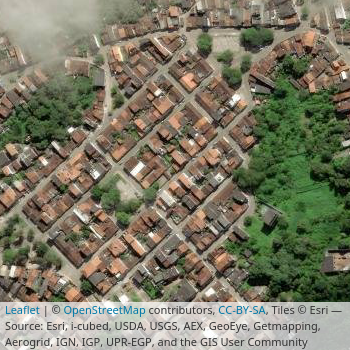 Leaflet | © OpenStreetMap contributors, CC-BY-SA, Tiles © Esri —
Source: Esri, i-cubed, USDA, USGS, AEX, GeoEye, Getmapping,
Aerogrid, IGN, IGP, UPR-EGP, and the GIS User Community